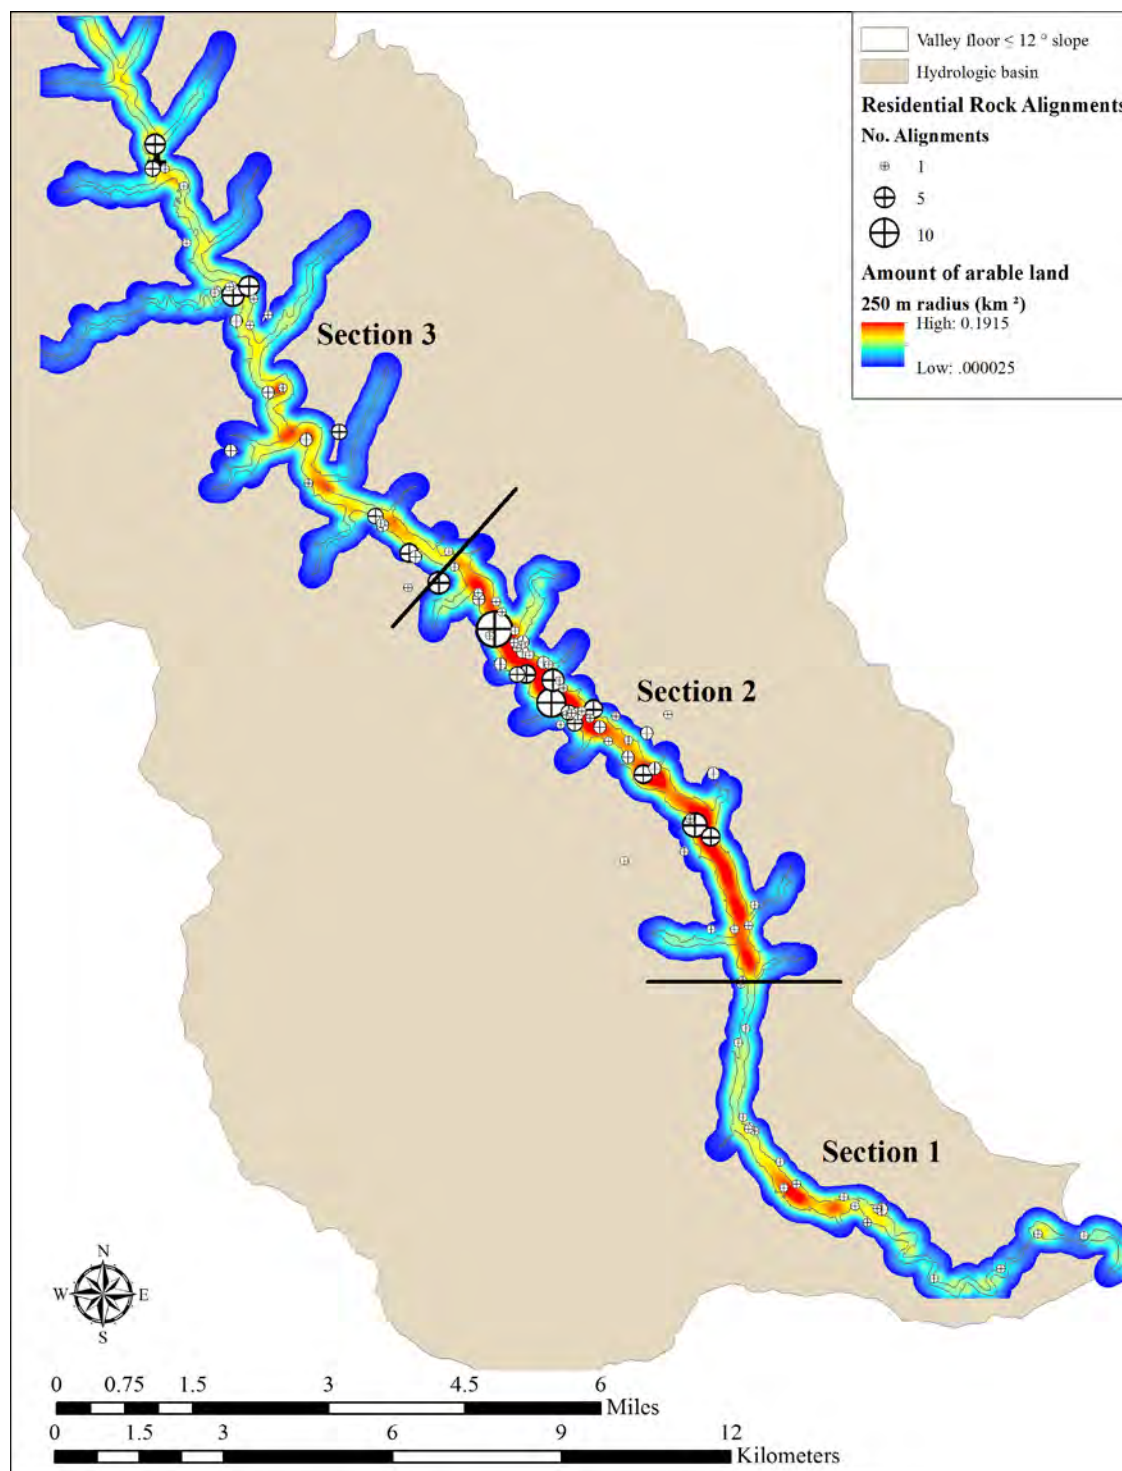 Valley floor ≤ 12 ° slope
Hydrologic basin
Residential Rock Alignments
No. Alignments
1
5
10
Amount of arable land
250 m radius (km ²)
High: 0.1915
Low: .000025
Section 3
Section 2
Section 1
N
W E
S
0 0.75 1.5 3 4.5 6
Miles
0 1.5 3 6 9 12
Kilometers